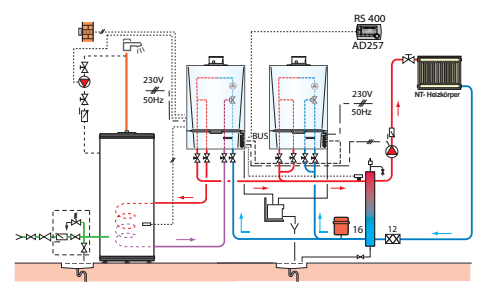 RS 400
AD257
230V
50Hz
230V
50Hz
NT- Heizkörper
BUS
16
12